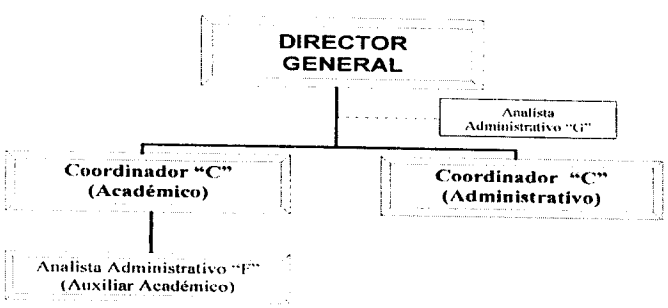 DIRECTOR
GENERAL
Analista
Administrativo “G”
Coordinador “C”
(Académico)
Coordinador “C”
(Administrativo)
Analista Administrativo “F”
(Auxiliar Académico)